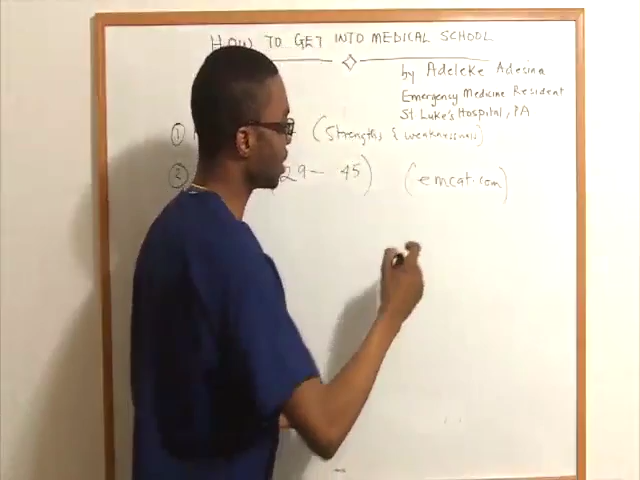 HOW TO GET INTO MEDICAL SCHOOL
by Adeleke Adesina
Emergency Medicine Resident
St Luke's Hospital, PA
① (Strengths & weaknesses)
② (29 - 45) (emcat.com)